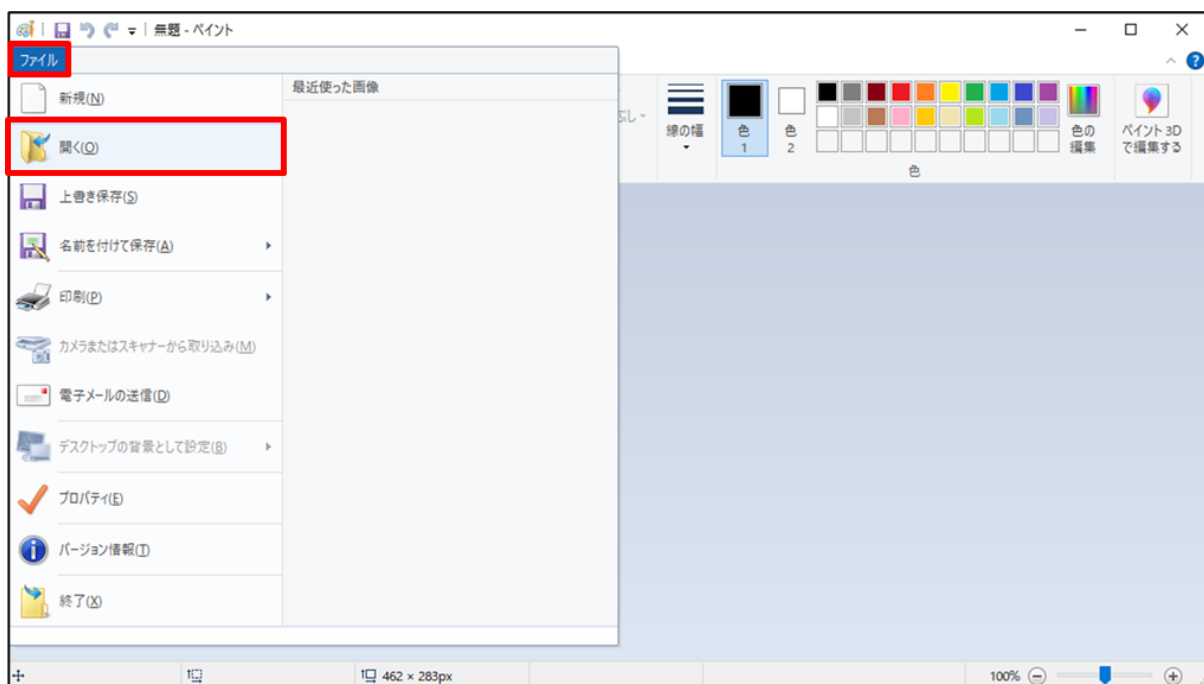 無題 - ペイント
ファイル
最近使った画像
新規(N)
開く(O)
上書き保存(S)
名前を付けて保存(A)
印刷(P)
カメラまたはスキャナーから取り込み(M)
電子メールの送信(D)
デスクトップの背景として設定(B)
プロパティ(E)
バージョン情報(T)
終了(X)
ぶし
線の幅
色
1
色
2
色の
編集
ペイント 3D
で編集する
色
462 × 283px
100%